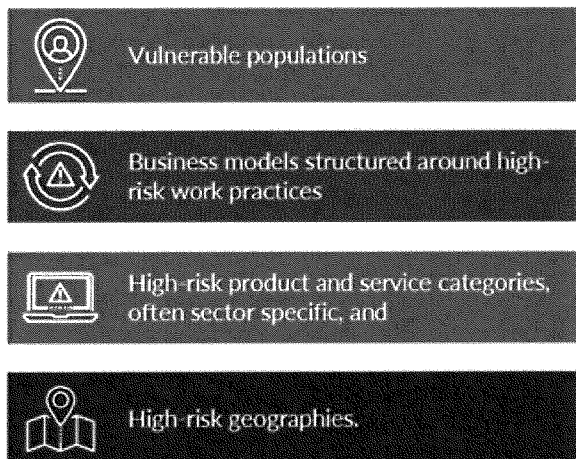 Vulnerable populations
Business models structured around high-
risk work practices
High-risk product and service categories,
often sector specific, and
High-risk geographies.